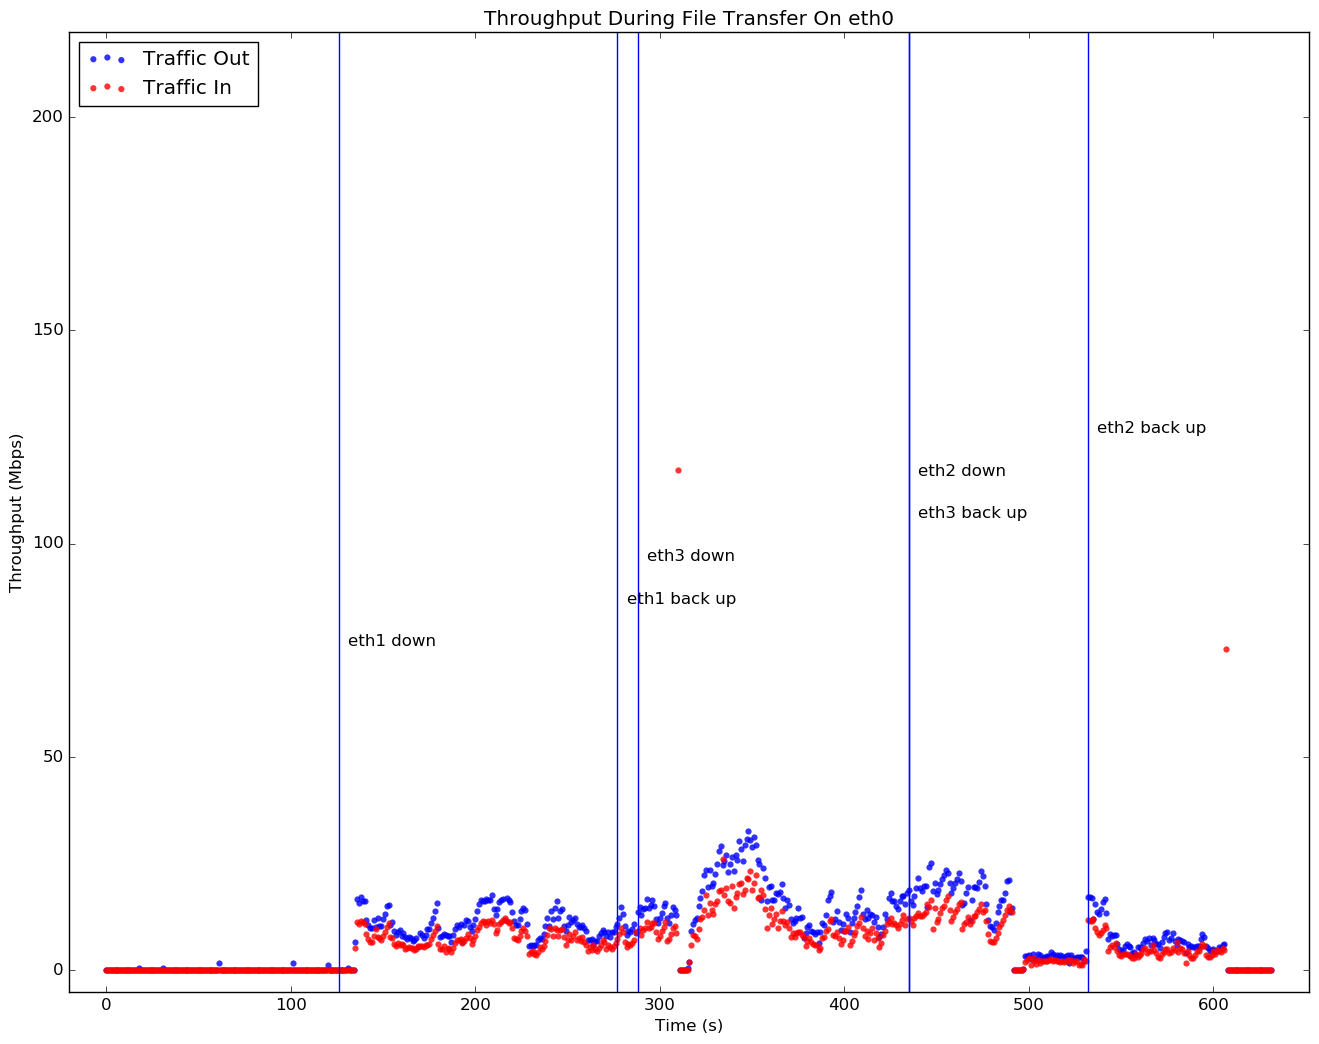 Throughput During File Transfer On eth0
Traffic Out
Traffic In
200
150
100
50
0
Throughput (Mbps)
eth2 back up
eth2 down
eth3 back up
eth3 down
eth1 back up
eth1 down
0 100 200 300 400 500 600
Time (s)